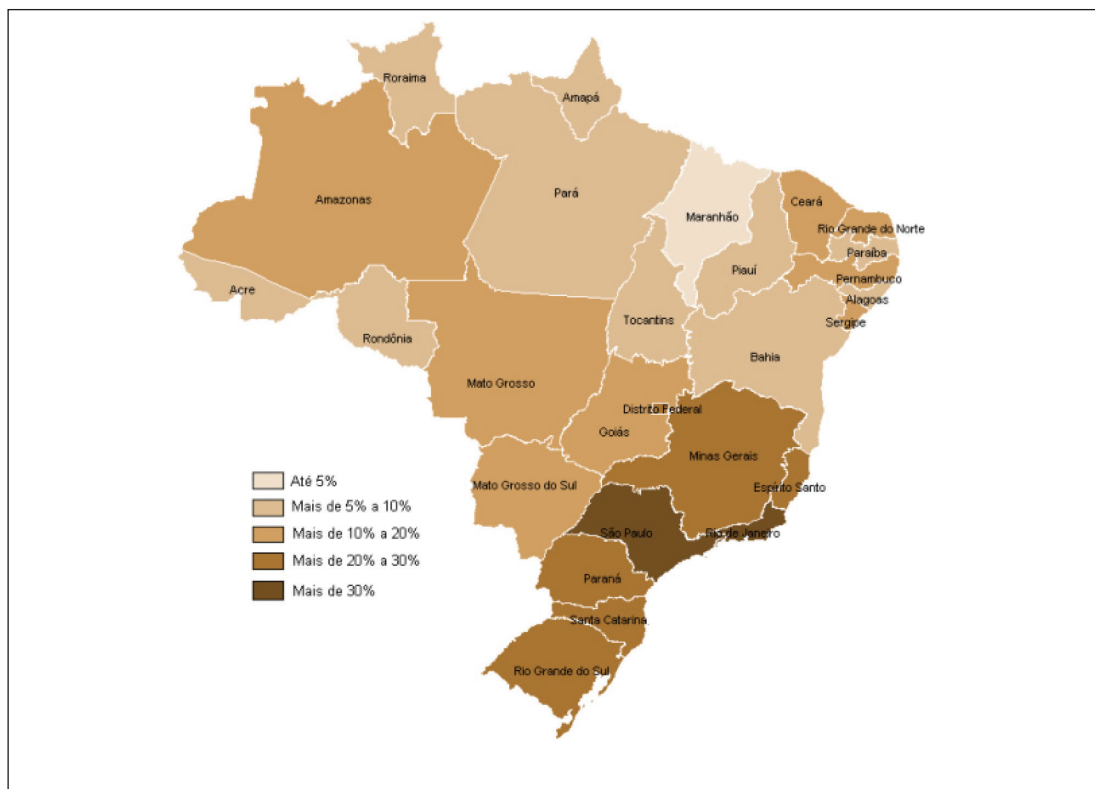 Roraima
Amapá
Amazonas
Pará
Maranhão
Ceará
Rio Grande do Norte
Paraíba
Piauí
Pernambuco
Acre
Alagoas
Tocantins
Sergipe
Rondônia
Bahia
Mato Grosso
Distrito Federal
Goiás
Minas Gerais
Mato Grosso do Sul
Espírito Santo
São Paulo
Rio de Janeiro
Paraná
Santa Catarina
Rio Grande do Sul
Até 5%
Mais de 5% a 10%
Mais de 10% a 20%
Mais de 20% a 30%
Mais de 30%